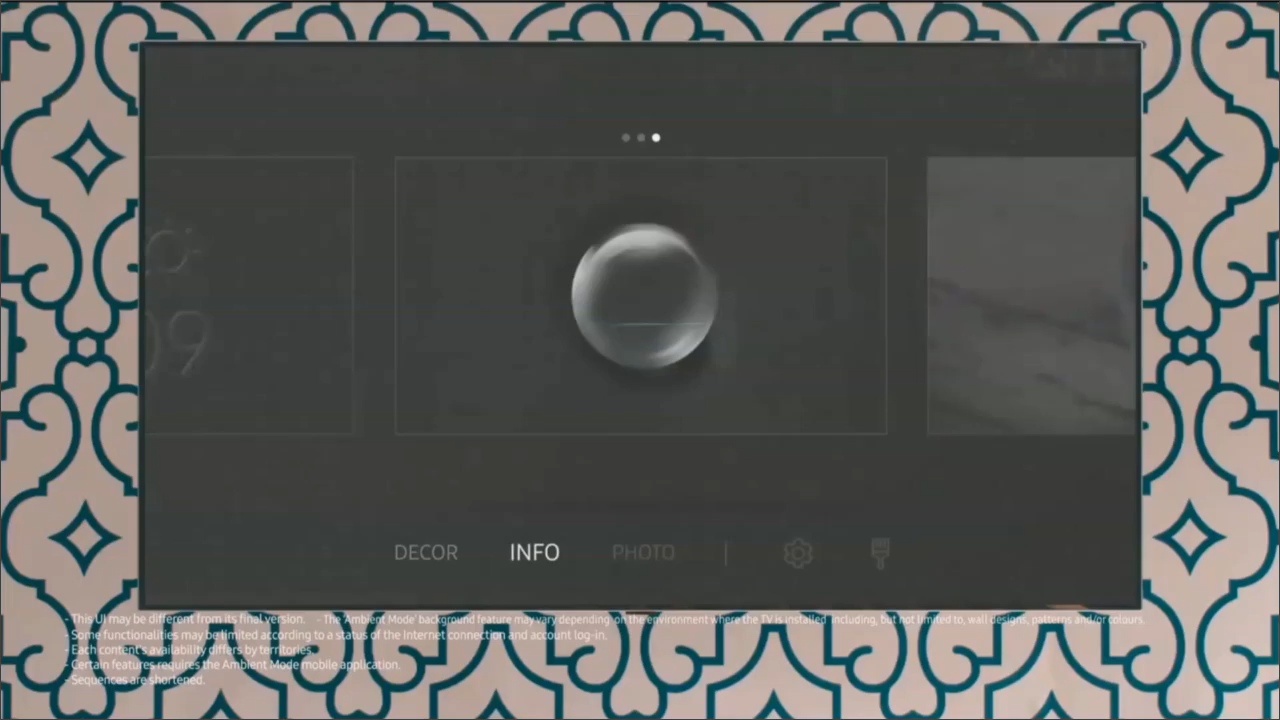 09
DECOR INFO PHOTO
- This UI may be different from its final version. - The 'Ambient Mode' background feature may vary depending on the environment where the TV is installed including, but not limited to, wall designs, patterns and/or colours.
- Some functionalities may be limited according to a status of the Internet connection and account log-in.
- Each content's availability differs by territories.
- Certain features requires the Ambient Mode mobile application.
- Sequences are shortened.